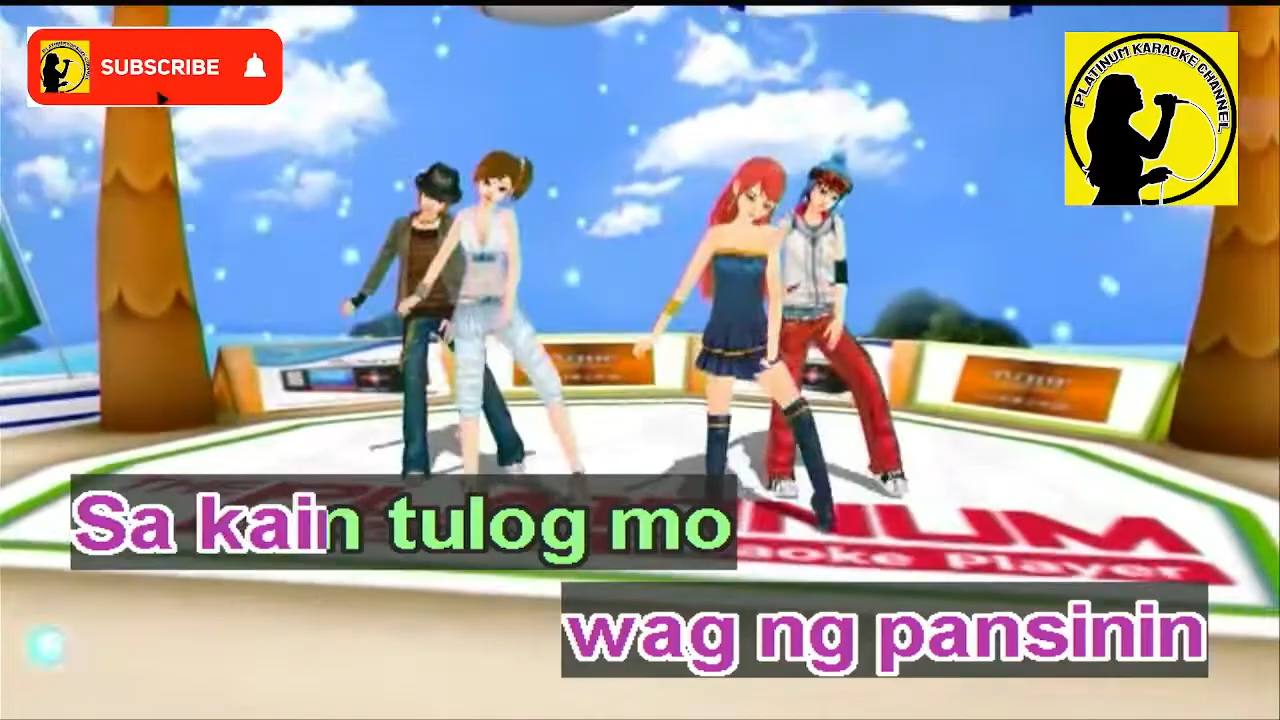 SUBSCRIBE
PLATINUM KARAOKE CHANNEL
Sa kain tulog mo
wag ng pansinin